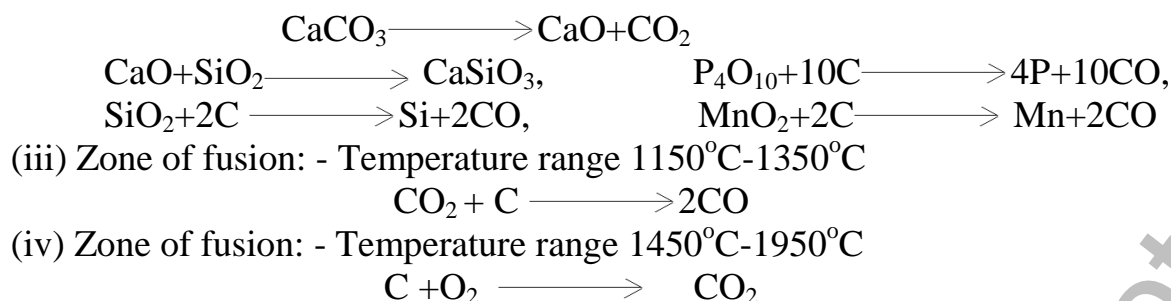 CaCO₃ ⟶ CaO+CO₂
CaO+SiO₂ ⟶ CaSiO₃, P₄O₁₀+10C ⟶ 4P+10CO,
SiO₂+2C ⟶ Si+2CO, MnO₂+2C ⟶ Mn+2CO
(iii) Zone of fusion: - Temperature range 1150°C-1350°C
CO₂ + C ⟶ 2CO
(iv) Zone of fusion: - Temperature range 1450°C-1950°C
C +O₂ ⟶ CO₂